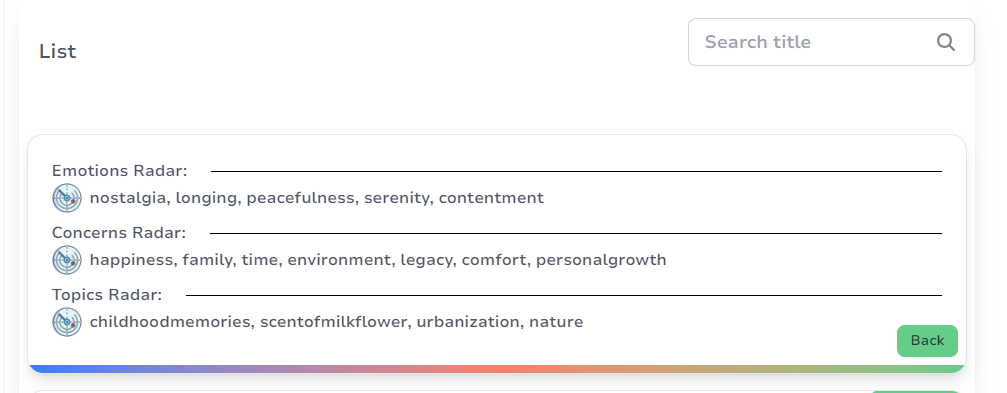 List
Search title
Emotions Radar:
nostalgia, longing, peacefulness, serenity, contentment
Concerns Radar:
happiness, family, time, environment, legacy, comfort, personalgrowth
Topics Radar:
childhoodmemories, scentofmilkflower, urbanization, nature
Back